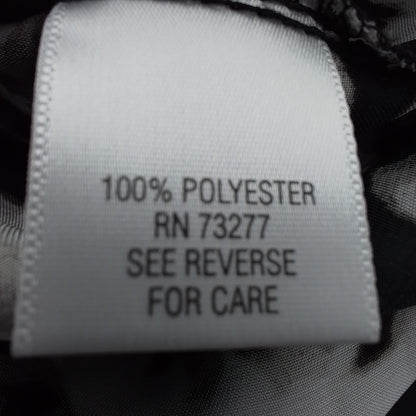 100% POLYESTER
RN 73277
SEE REVERSE
FOR CARE